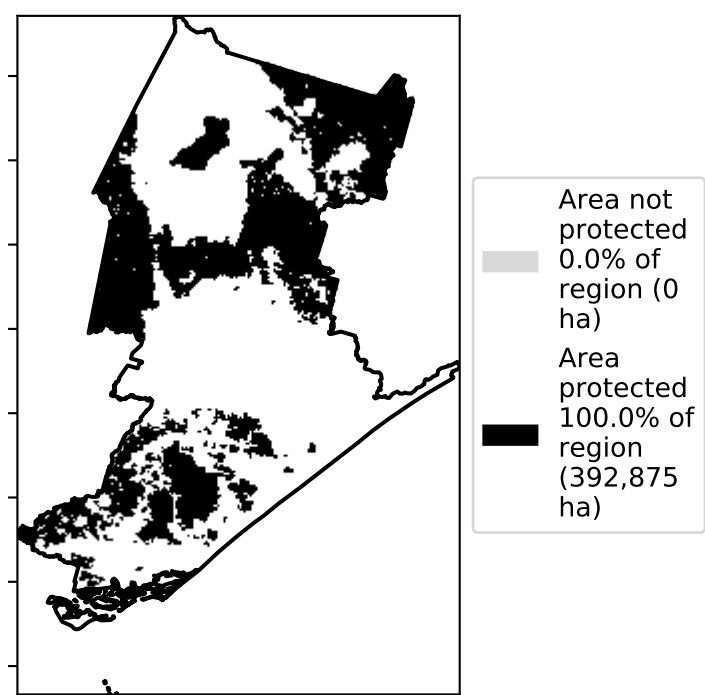 Area not
protected
0.0% of
region (0
ha)
Area
protected
100.0% of
region
(392,875
ha)